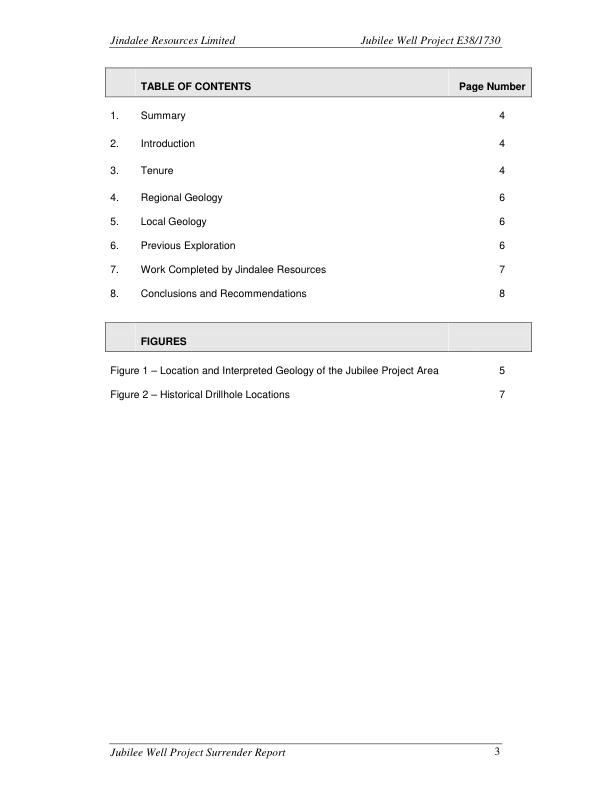 Jindalee Resources Limited Jubilee Well Project E38/1730
TABLE OF CONTENTS Page Number
1. Summary 4
2. Introduction 4
3. Tenure 4
4. Regional Geology 6
5. Local Geology 6
6. Previous Exploration 6
7. Work Completed by Jindalee Resources 7
8. Conclusions and Recommendations 8
FIGURES
Figure 1 – Location and Interpreted Geology of the Jubilee Project Area 5
Figure 2 – Historical Drillhole Locations 7
Jubilee Well Project Surrender Report 3